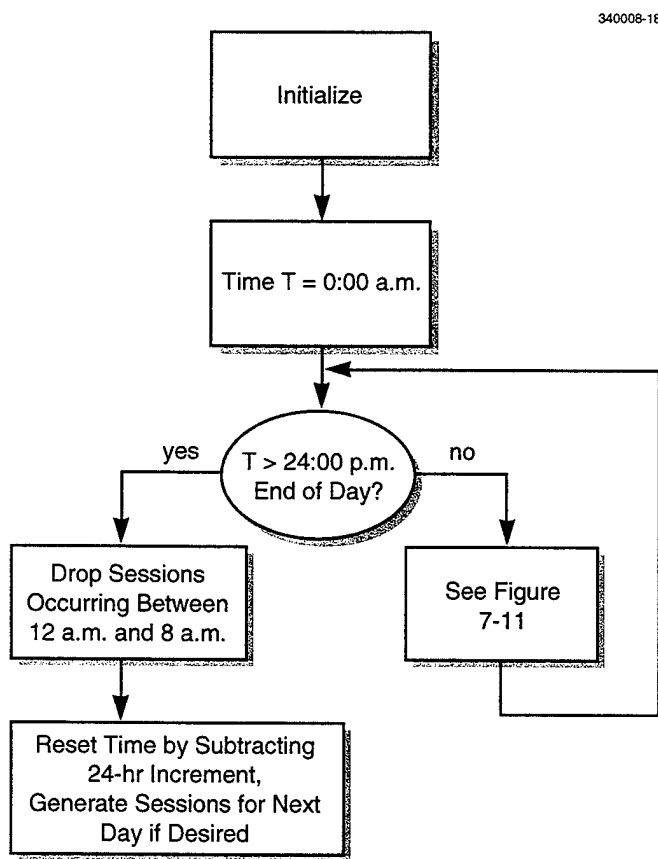 340008-18
Initialize
Time T = 0:00 a.m.
yes
T > 24:00 p.m.
End of Day?
no
Drop Sessions
Occurring Between
12 a.m. and 8 a.m.
See Figure
7-11
Reset Time by Subtracting
24-hr Increment,
Generate Sessions for Next
Day if Desired